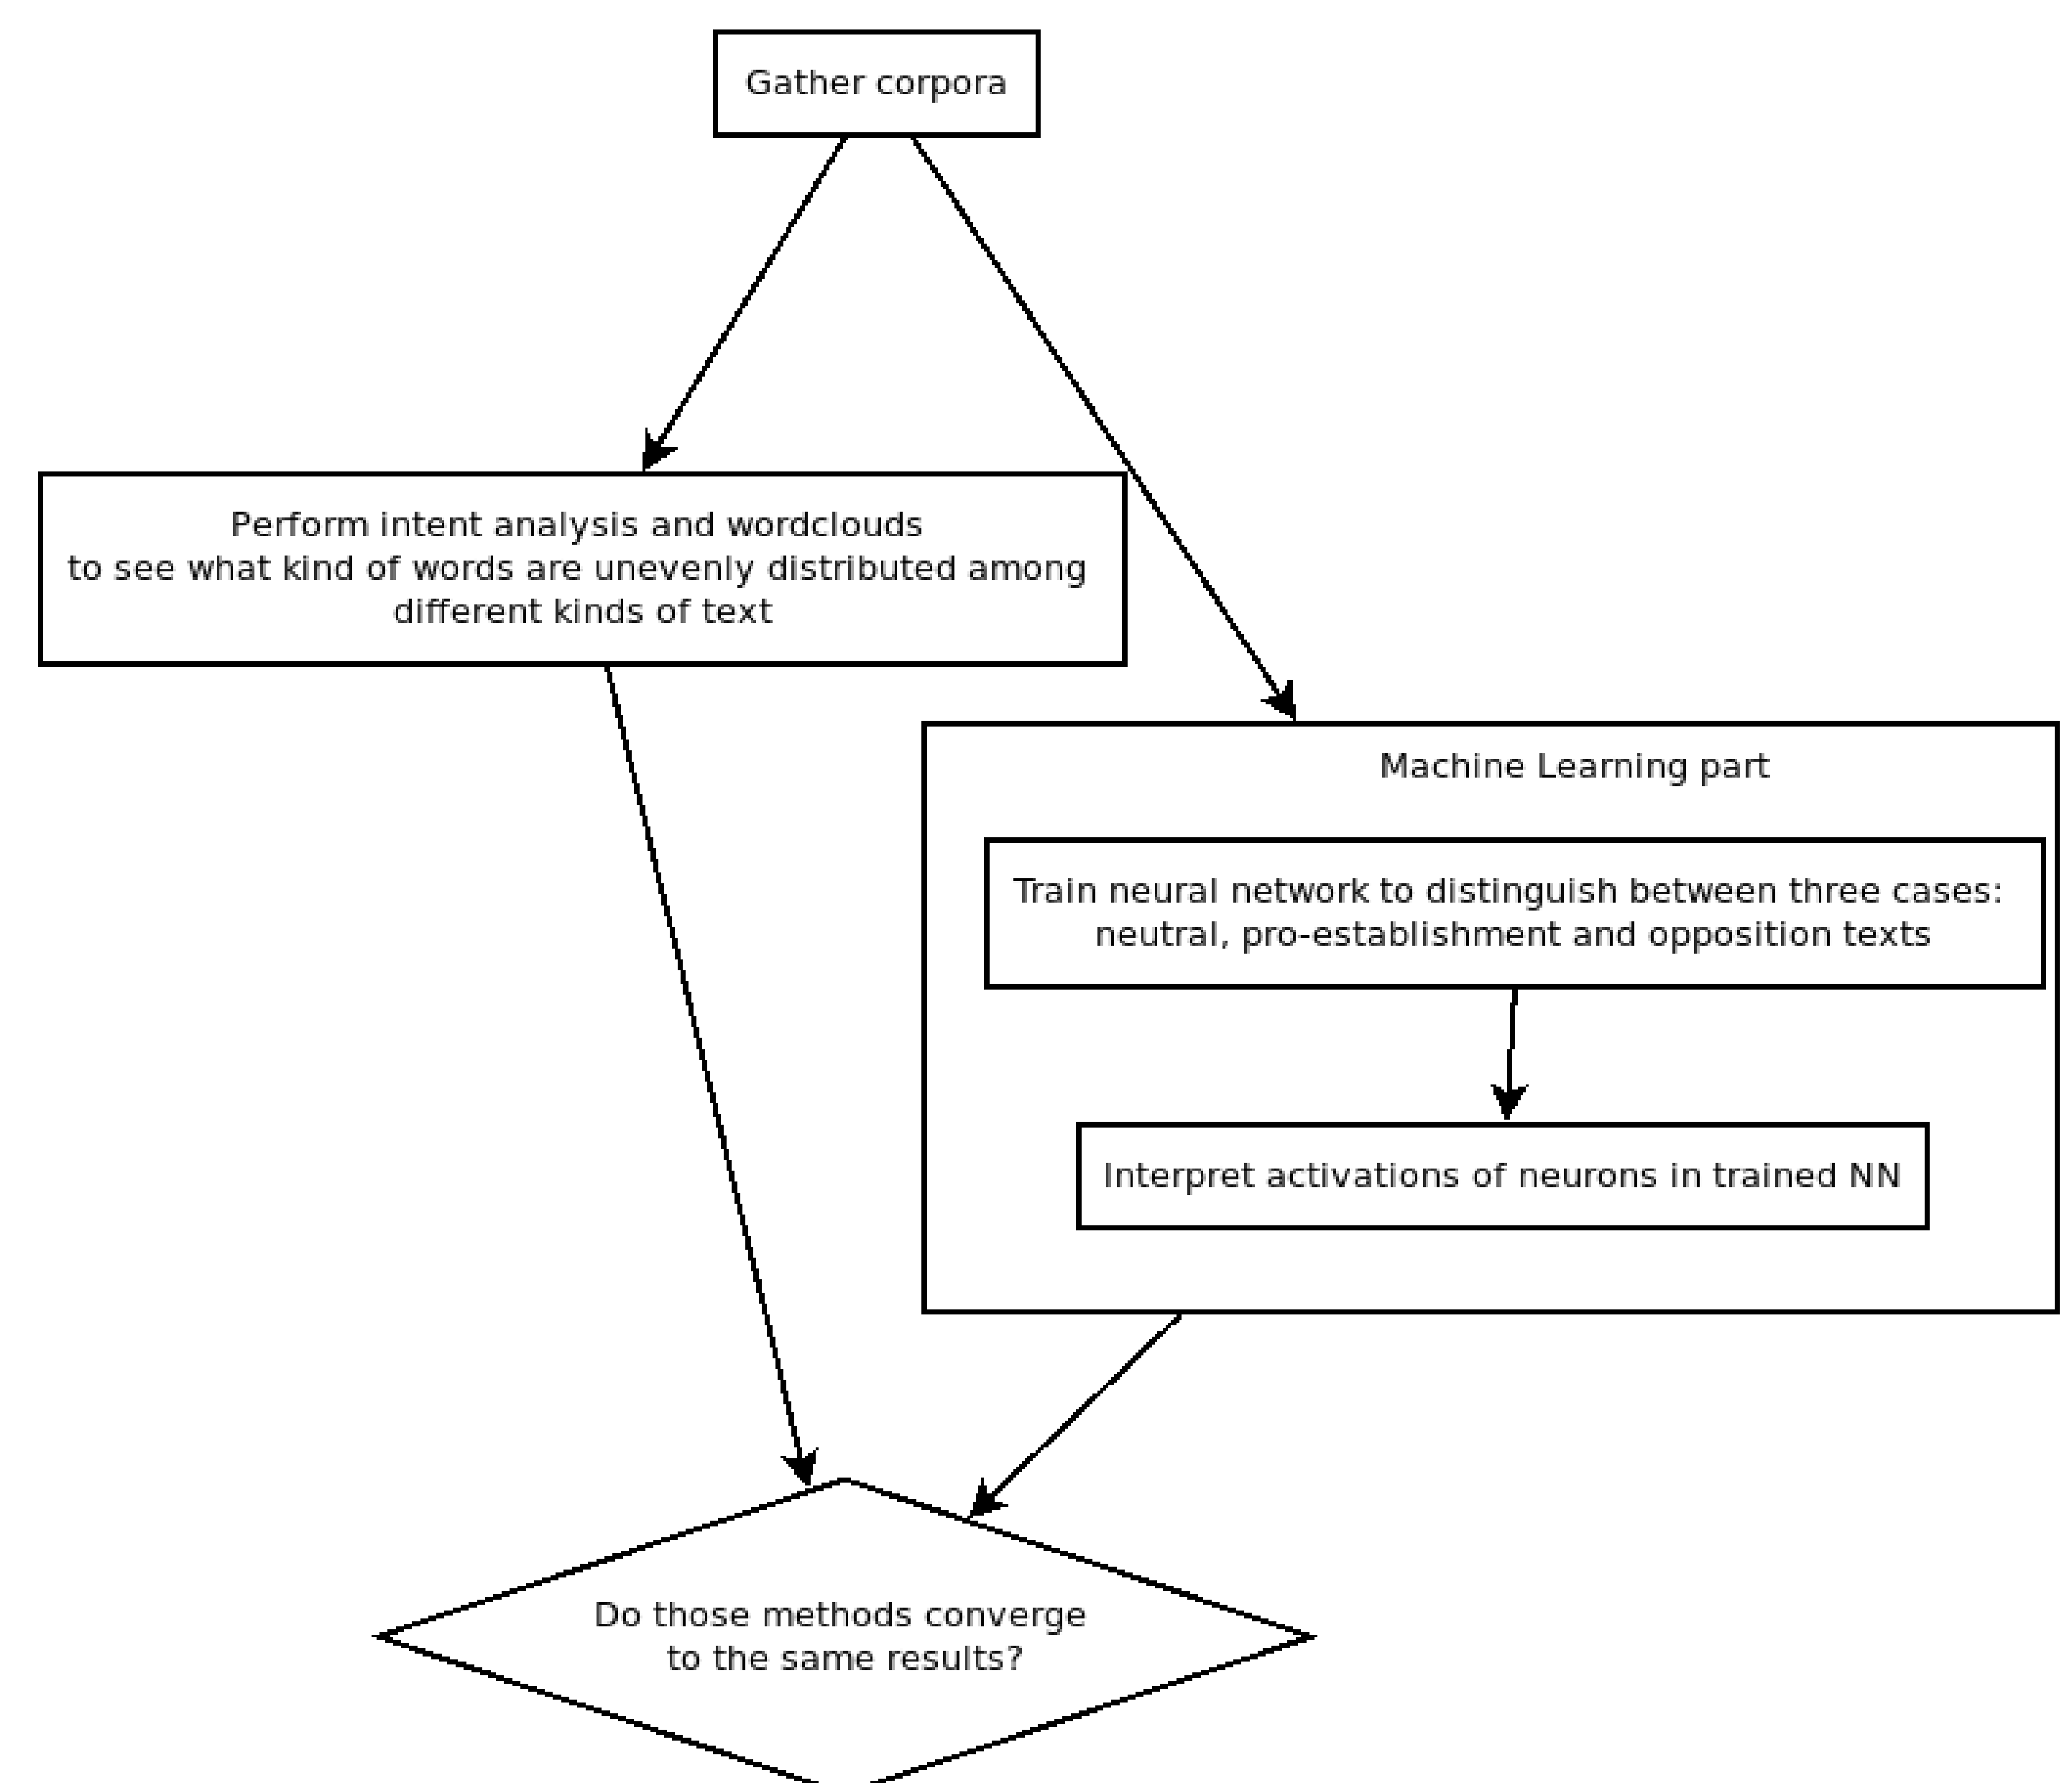 Gather corpora
Perform intent analysis and wordclouds
to see what kind of words are unevenly distributed among
different kinds of text
Machine Learning part
Train neural network to distinguish between three cases:
neutral, pro-establishment and opposition texts
Interpret activations of neurons in trained NN
Do those methods converge
to the same results?